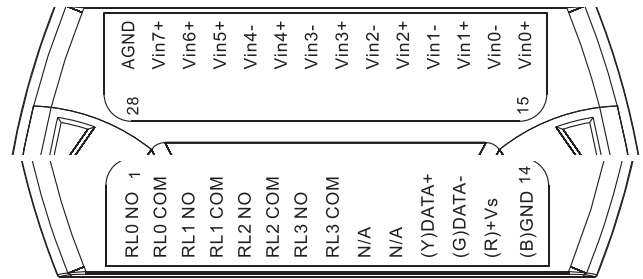 AGND
Vin7+
Vin6+
Vin5+
Vin4-
Vin4+
Vin3-
Vin3+
Vin2-
Vin2+
Vin1-
Vin1+
Vin0-
Vin0+
28
15
RL0 NO 1
RL0 COM
RL1 NO
RL1 COM
RL2 NO
RL2 COM
RL3 NO
RL3 COM
N/A
N/A
(Y)DATA+
(G)DATA-
(R)+Vs
(B)GND 14